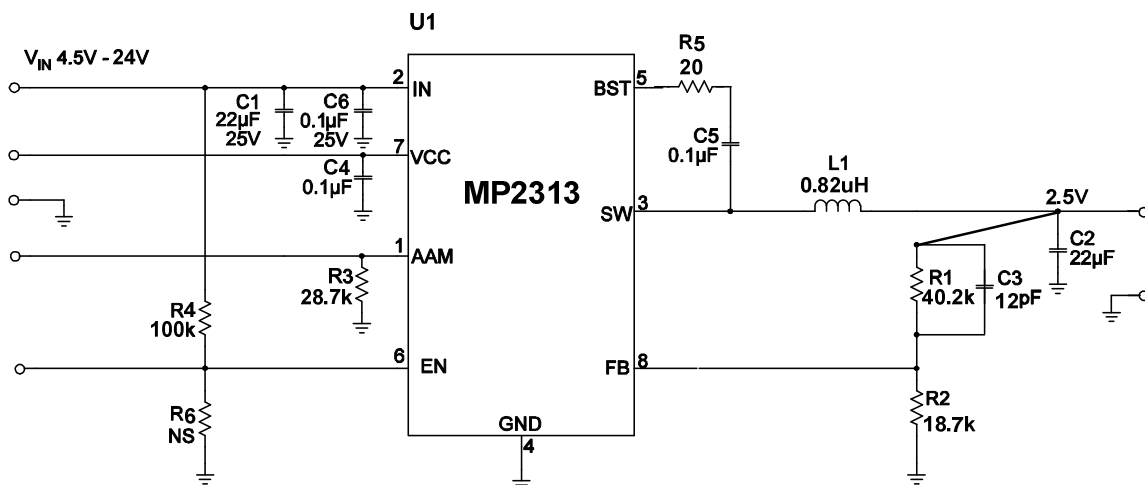 U1
V_IN 4.5V - 24V
2
IN
C1
22µF
25V
C6
0.1µF
25V
7
VCC
C4
0.1µF
1
AAM
R3
28.7k
R4
100k
6
EN
R6
NS
MP2313
GND
4
BST
5
R5
20
C5
0.1µF
SW
3
L1
0.82uH
2.5V
C2
22µF
R1
40.2k
C3
12pF
FB
8
R2
18.7k